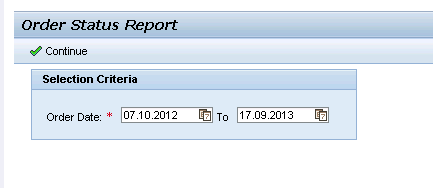 Order Status Report
Continue
Selection Criteria
Order Date: * 07.10.2012 To 17.09.2013